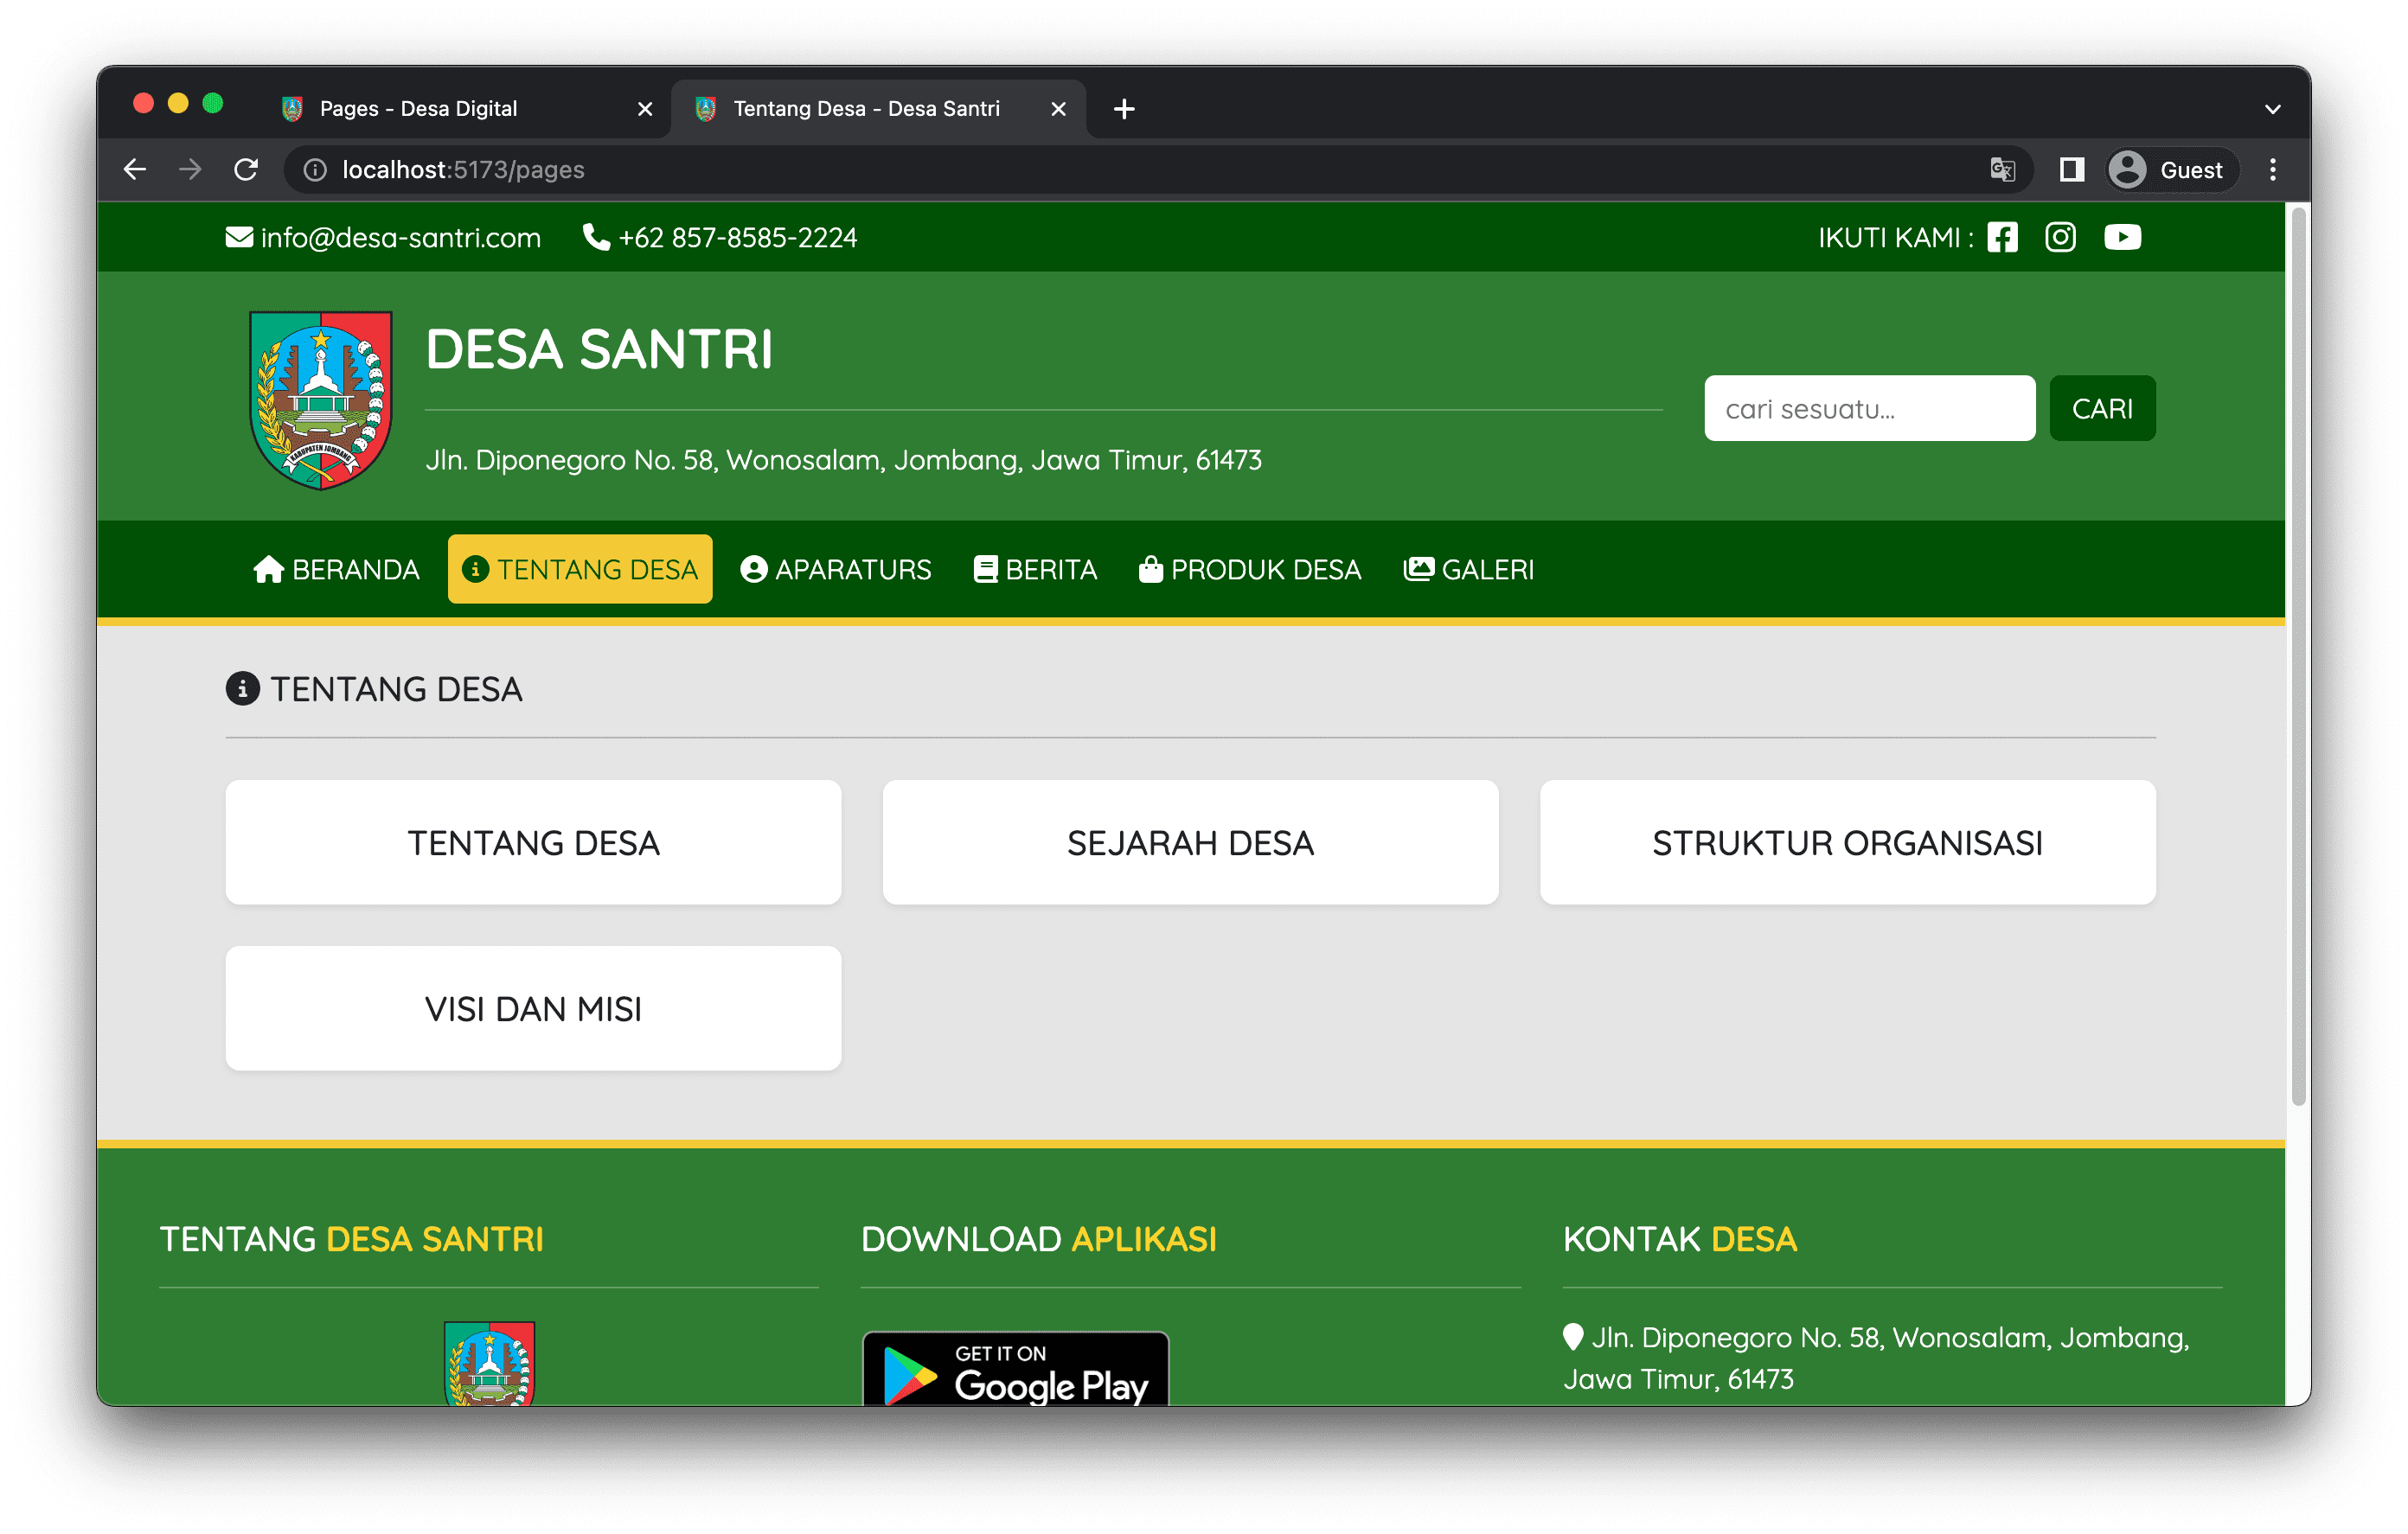 Pages - Desa Digital
Tentang Desa - Desa Santri
localhost:5173/pages
Guest
info@desa-santri.com +62 857-8585-2224
IKUTI KAMI :
DESA SANTRI
KABUPATEN JOMBANG
Jln. Diponegoro No. 58, Wonosalam, Jombang, Jawa Timur, 61473
cari sesuatu...
CARI
BERANDA TENTANG DESA APARATURS BERITA PRODUK DESA GALERI
TENTANG DESA
TENTANG DESA
SEJARAH DESA
STRUKTUR ORGANISASI
VISI DAN MISI
TENTANG DESA SANTRI
DOWNLOAD APLIKASI
GET IT ON
Google Play
KONTAK DESA
Jln. Diponegoro No. 58, Wonosalam, Jombang,
Jawa Timur, 61473